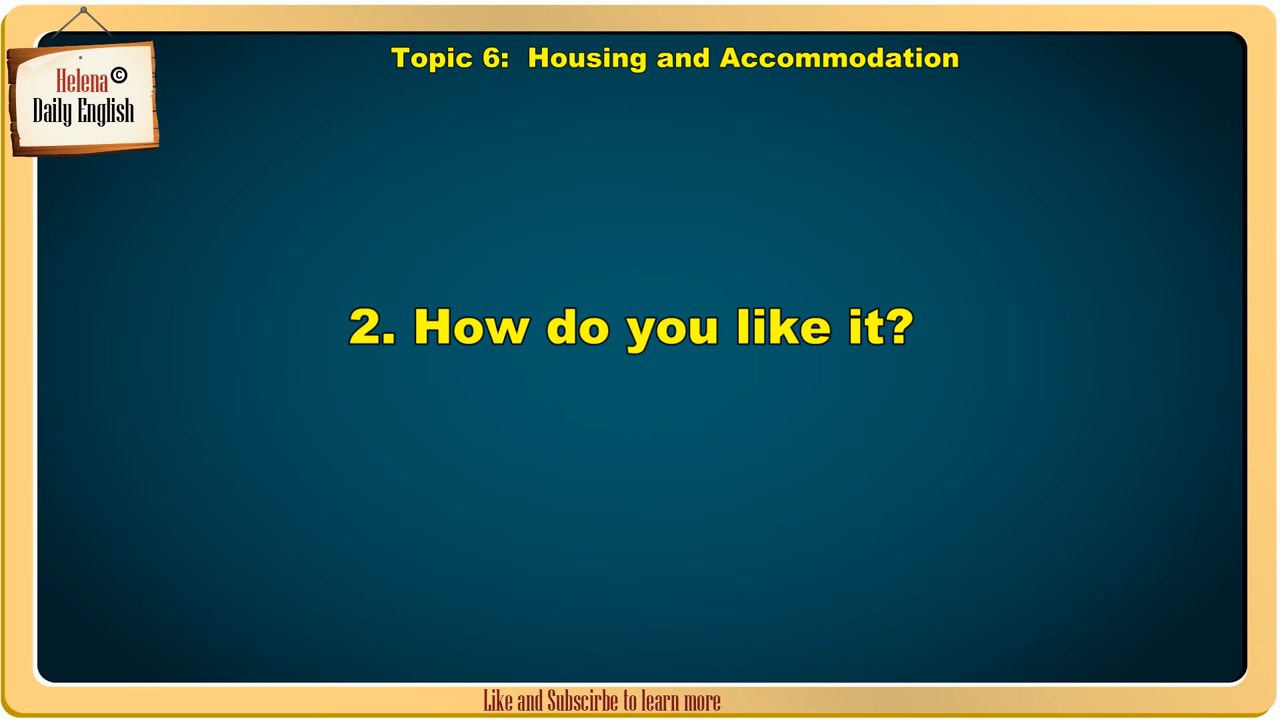 Topic 6: Housing and Accommodation
Helena ©
Daily English
2. How do you like it?
Like and Subscirbe to learn more